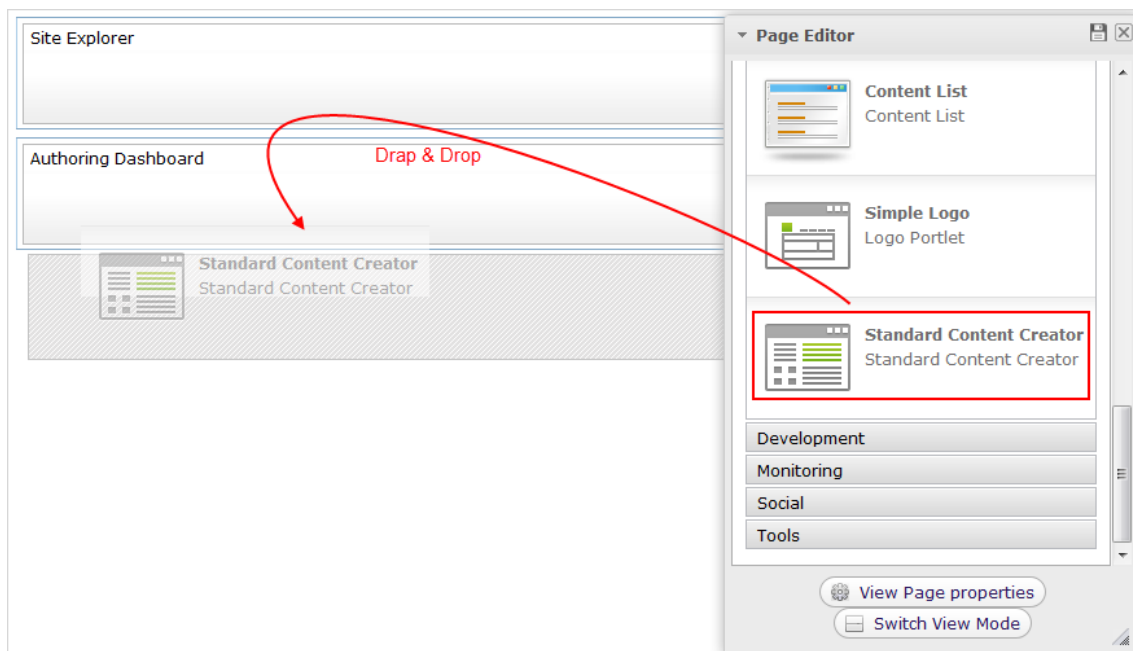 Site Explorer
Authoring Dashboard
Drap & Drop
Standard Content Creator
Standard Content Creator
Page Editor
Content List
Content List
Simple Logo
Logo Portlet
Standard Content Creator
Standard Content Creator
Development
Monitoring
Social
Tools
View Page properties
Switch View Mode